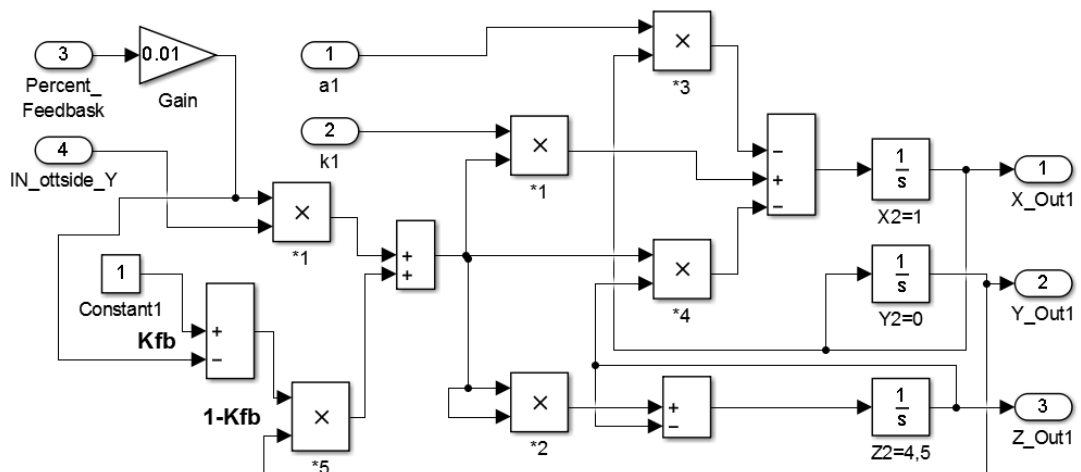 3
Percent_
Feedbask
0.01
Gain
4
IN_ottside_Y
1
a1
2
k1
×
*3
×
*1
×
*1
−
+
−
1
s
X2=1
1
X_Out1
+
+
×
*4
1
s
Y2=0
2
Y_Out1
1
Constant1
Kfb
+
−
1-Kfb
×
*5
×
*2
+
−
1
s
Z2=4,5
3
Z_Out1